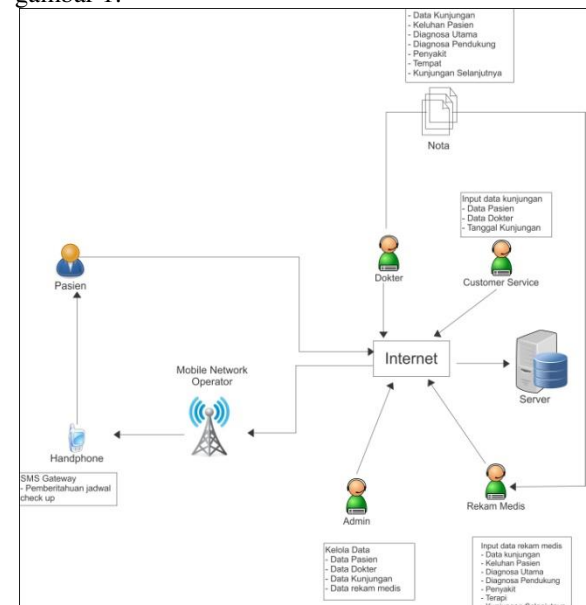 gambar 1.
- Data Kunjungan
- Keluhan Pasien
- Diagnosa Utama
- Diagnosa Pendukung
- Penyakit
- Tempat
- Kunjungan Selanjutnya
Nota
Input data kunjungan
- Data Pasien
- Data Dokter
- Tanggal Kunjungan
Pasien
Dokter
Customer Service
Internet
Mobile Network
Operator
Server
Handphone
SMS Gateway
- Pemberitahuan jadwal
check up
Admin
Rekam Medis
Kelola Data
- Data Pasien
- Data Dokter
- Data Kunjungan
- Data rekam medis
Input data rekam medis
- Data kunjungan
- Keluhan Pasien
- Diagnosa Utama
- Diagnosa Pendukung
- Penyakit
- Terapi